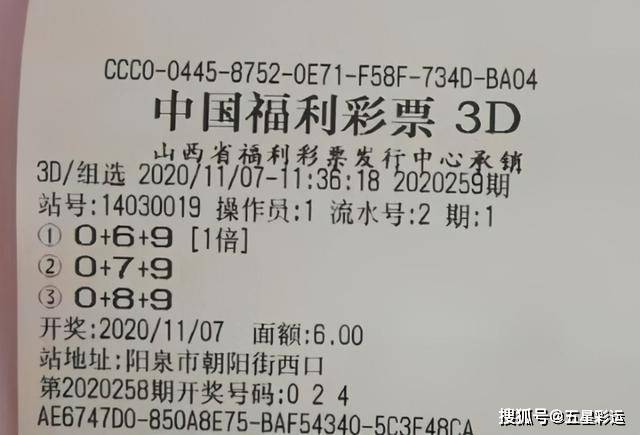 CCC0-0445-8752-0E71-F58F-734D-BA04
中国福利彩票 3D
山西省福利彩票发行中心承销
3D/组选 2020/11/07-11:36:18 2020259期
站号:14030019 操作员:1 流水号:2 期:1
① 0+6+9 [1倍]
② 0+7+9
③ 0+8+9
开奖:2020/11/07 面额:6.00
站地址:阳泉市朝阳街西口
第2020258期开奖号码:0 2 4
AE6747D0-850A8E75-BAF54340-5C3E48CA
搜狐号@五星彩运